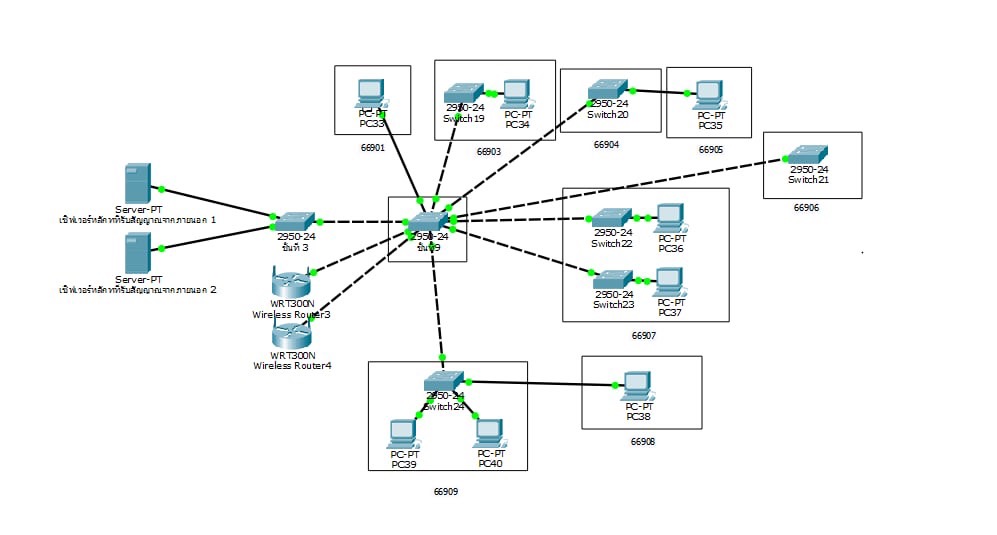 PC-PT
PC33
66901
2950-24
Switch19
PC-PT
PC34
66903
2950-24
Switch20
66904
PC-PT
PC35
66905
2950-24
Switch21
66906
Server-PT
เซิฟเวอร์หลักที่รับสัญญาณจากภายนอก 1
Server-PT
เซิฟเวอร์หลักที่รับสัญญาณจากภายนอก 2
2950-24
ชั้นที่ 3
2950-24
ชั้นที่ 9
WRT300N
Wireless Router3
WRT300N
Wireless Router4
2950-24
Switch22
PC-PT
PC36
2950-24
Switch23
PC-PT
PC37
66907
2950-24
Switch24
PC-PT
PC39
PC-PT
PC40
66909
PC-PT
PC38
66908